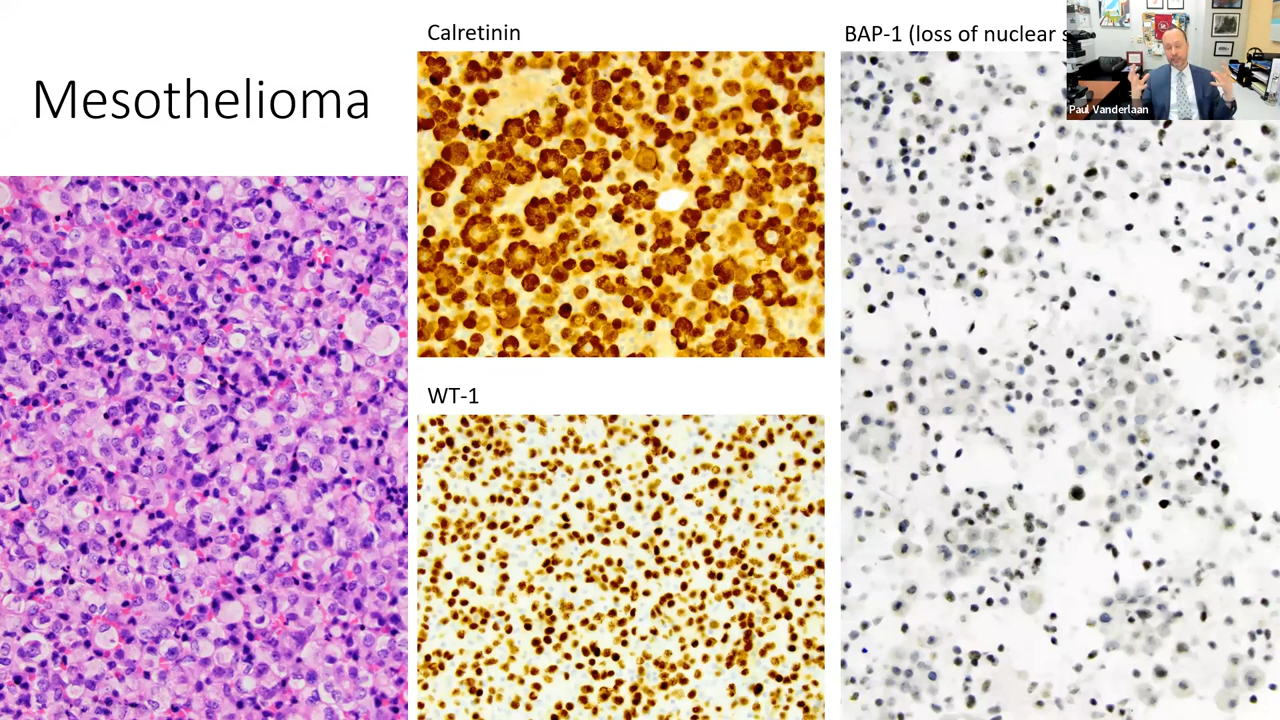 Mesothelioma
Calretinin
WT-1
BAP-1 (loss of nuclear
Paul Vanderlaan